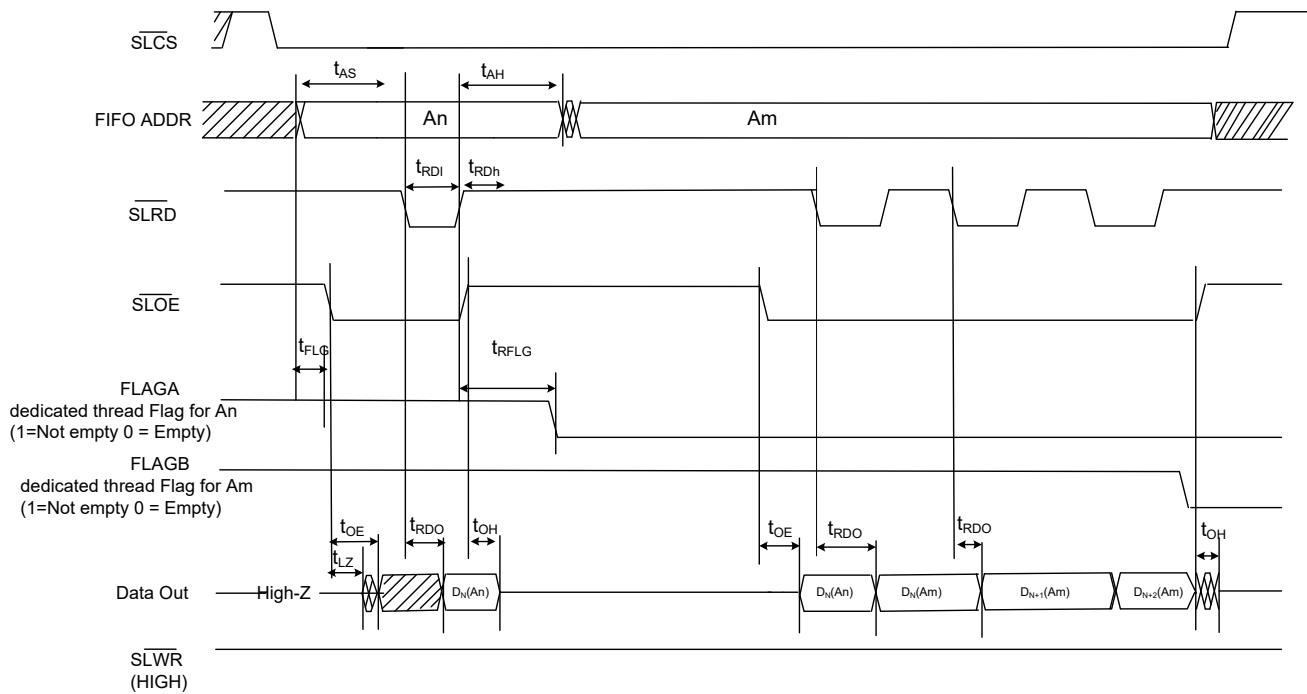 SLCS
tAS
tAH
FIFO ADDR
An
Am
tRDl
tRDh
SLRD
SLOE
tFLG
tRFLG
FLAGA
dedicated thread Flag for An
(1=Not empty 0 = Empty)
FLAGB
dedicated thread Flag for Am
(1=Not empty 0 = Empty)
tOE
tRDO
tOH
tOE
tRDO
tRDO
tOH
tLZ
Data Out
High-Z
DN(An)
DN(An)
DN(Am)
DN+1(Am)
DN+2(Am)
SLWR
(HIGH)